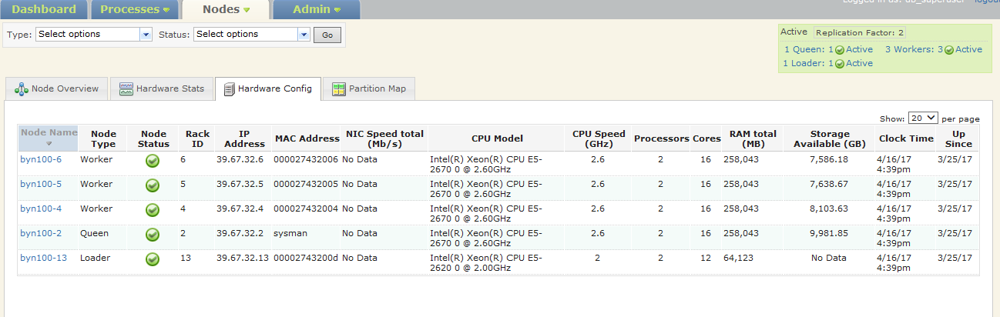 Logged in as: db_superuser logout
Dashboard Processes Nodes Admin
Type: Select options Status: Select options Go
Active Replication Factor: 2
1 Queen: 1 Active 3 Workers: 3 Active
1 Loader: 1 Active
Node Overview Hardware Stats Hardware Config Partition Map
Show: 20 per page
Node Name Node Type Node Status Rack ID IP Address MAC Address NIC Speed total (Mb/s) CPU Model CPU Speed (GHz) Processors Cores RAM total (MB) Storage Available (GB) Clock Time Up Since
byn100-6 Worker 6 39.67.32.6 000027432006 No Data Intel(R) Xeon(R) CPU E5- 2.6 2 16 258,043 7,586.18 4/16/17 3/25/17
2670 0 @ 2.60GHz 4:39pm
byn100-5 Worker 5 39.67.32.5 000027432005 No Data Intel(R) Xeon(R) CPU E5- 2.6 2 16 258,043 7,638.67 4/16/17 3/25/17
2670 0 @ 2.60GHz 4:39pm
byn100-4 Worker 4 39.67.32.4 000027432004 No Data Intel(R) Xeon(R) CPU E5- 2.6 2 16 258,043 8,103.63 4/16/17 3/25/17
2670 0 @ 2.60GHz 4:39pm
byn100-2 Queen 2 39.67.32.2 sysman No Data Intel(R) Xeon(R) CPU E5- 2.6 2 16 258,043 9,981.85 4/16/17 3/25/17
2670 0 @ 2.60GHz 4:39pm
byn100-13 Loader 13 39.67.32.13 00002743200d No Data Intel(R) Xeon(R) CPU E5- 2 2 12 64,123 No Data 4/16/17 3/25/17
2620 0 @ 2.00GHz 4:39pm